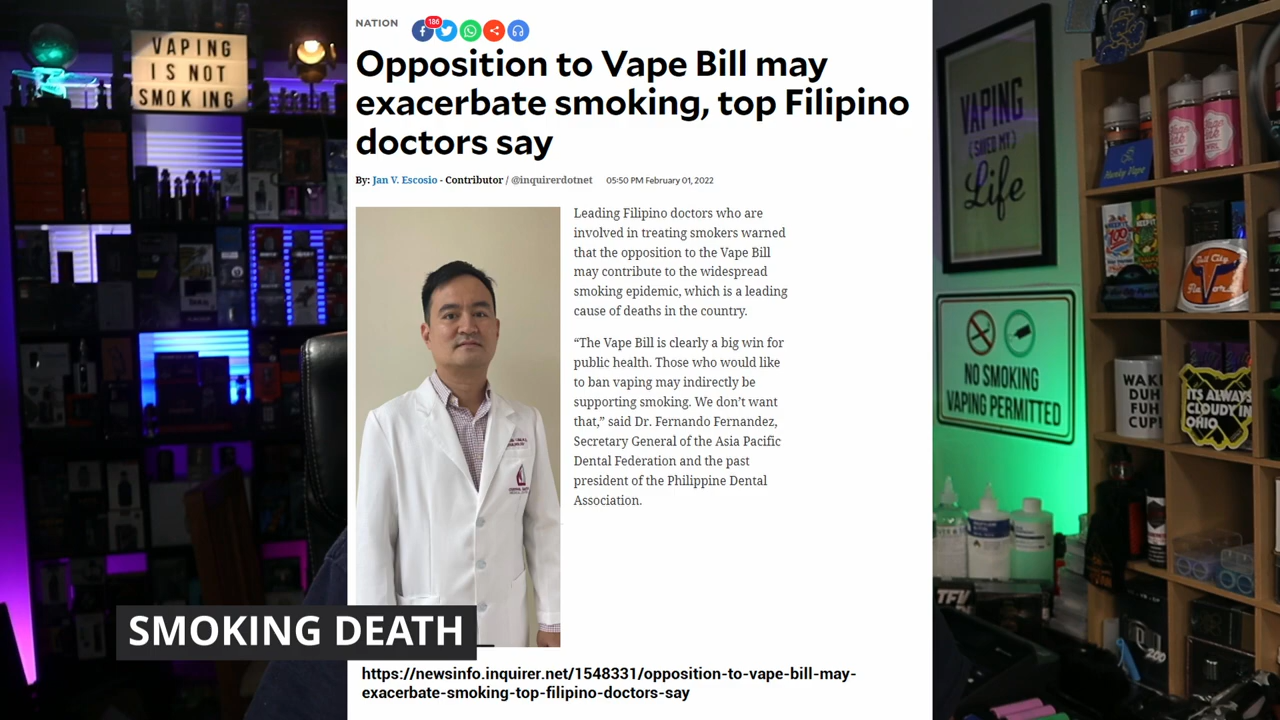 VAPING
IS NOT
SMOKING
NATION
186
Opposition to Vape Bill may
exacerbate smoking, top Filipino
doctors say
By: Jan V. Escosio - Contributor / @inquirerdotnet 05:50 PM February 01, 2022
Leading Filipino doctors who are
involved in treating smokers warned
that the opposition to the Vape Bill
may contribute to the widespread
smoking epidemic, which is a leading
cause of deaths in the country.
“The Vape Bill is clearly a big win for
public health. Those who would like
to ban vaping may indirectly be
supporting smoking. We don’t want
that,” said Dr. Fernando Fernandez,
Secretary General of the Asia Pacific
Dental Federation and the past
president of the Philippine Dental
Association.
SMOKING DEATH
https://newsinfo.inquirer.net/1548331/opposition-to-vape-bill-may-
exacerbate-smoking-top-filipino-doctors-say
VAPING
(SAVED MY)
Life
NO SMOKING
VAPING PERMITTED
WAKE
DUH
FUH
CUP
ITS ALWAYS
CLOUDY IN
OHIO